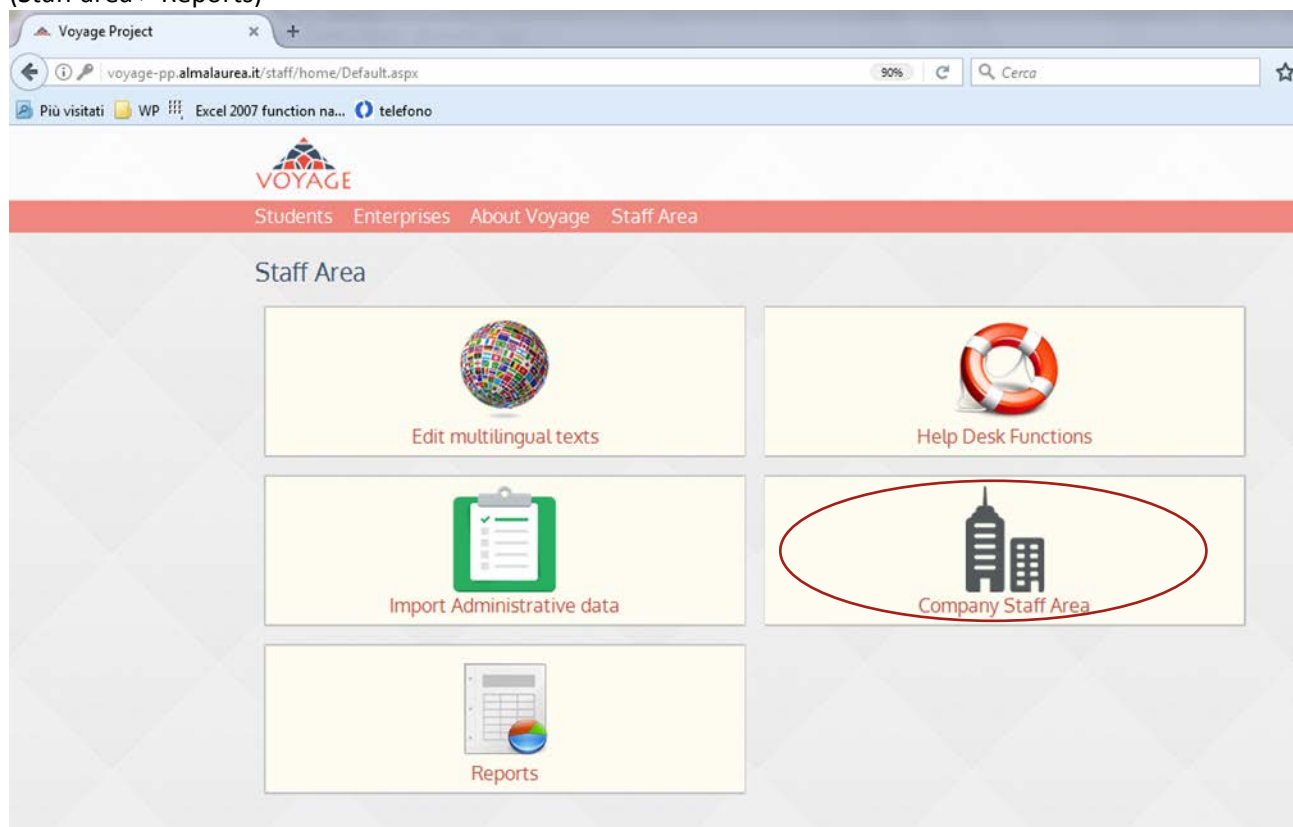 (Staff area > Reports)
Voyage Project × +
voyage-pp.almalaurea.it/staff/home/Default.aspx 90% Cerca
Più visitati WP Excel 2007 function na... telefono
VOYAGE
Students Enterprises About Voyage Staff Area
Staff Area
Edit multilingual texts Help Desk Functions
Import Administrative data Company Staff Area
Reports